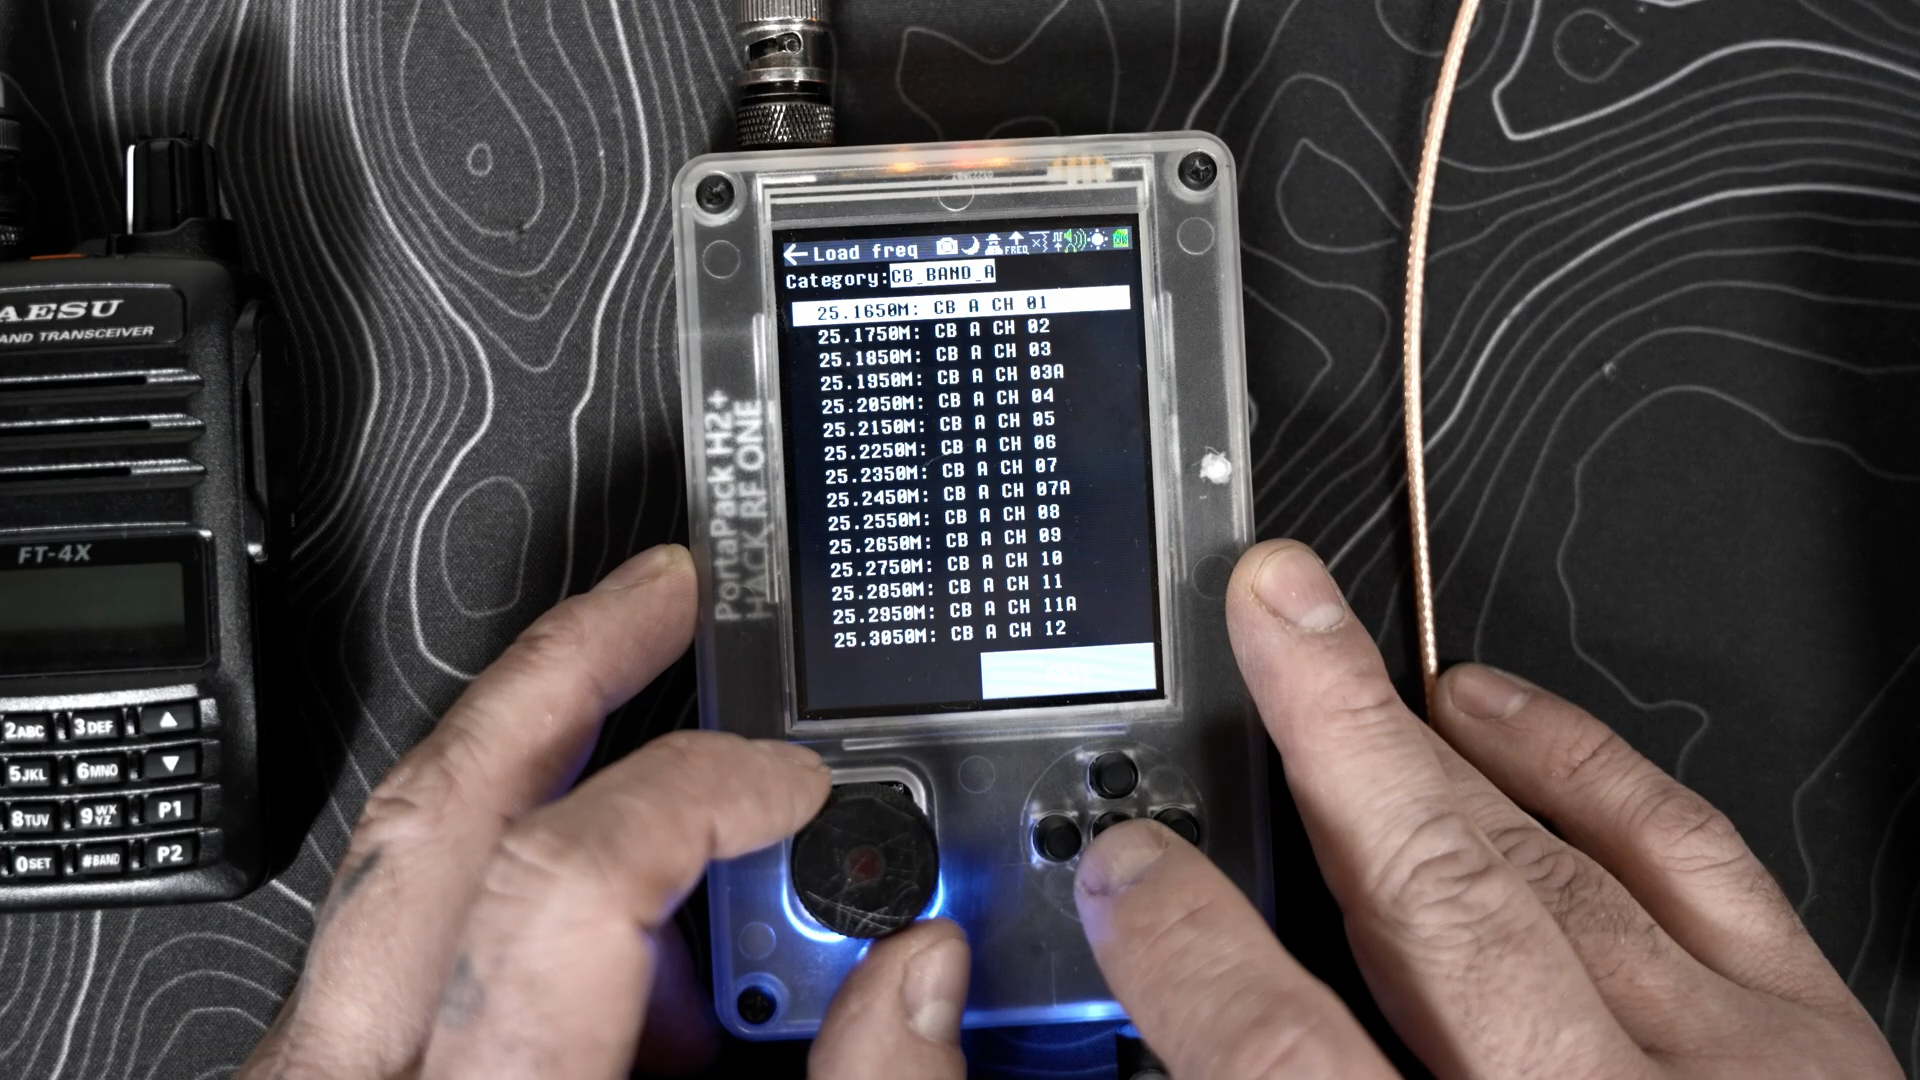 AESU
AND TRANSCEIVER
FT-4X
2ABC 3DEF ▲
5JKL 6MNO ▼
8TUV 9WXYZ P1
0SET #BAND P2
PortaPack H2+
HACK RF ONE
Load freq
FREQ
Category:CB_BAND_A
25.1650M: CB A CH 01
25.1750M: CB A CH 02
25.1850M: CB A CH 03
25.1950M: CB A CH 03A
25.2050M: CB A CH 04
25.2150M: CB A CH 05
25.2250M: CB A CH 06
25.2350M: CB A CH 07
25.2450M: CB A CH 07A
25.2550M: CB A CH 08
25.2650M: CB A CH 09
25.2750M: CB A CH 10
25.2850M: CB A CH 11
25.2950M: CB A CH 11A
25.3050M: CB A CH 12